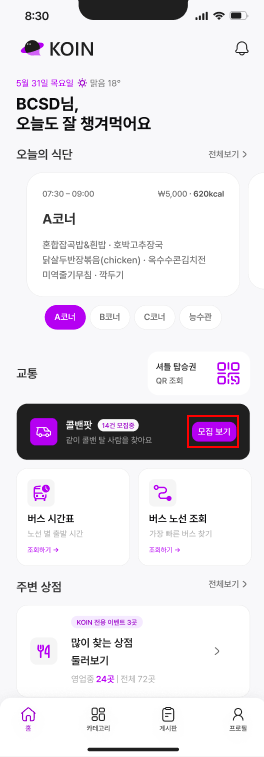 8:30
KOIN
5월 31일 목요일 맑음 18°
BCSD님,
오늘도 잘 챙겨먹어요
오늘의 식단 전체보기 >
07:30 – 09:00 ₩5,000 · 620kcal
A코너
혼합잡곡밥&흰밥 · 호박고추장국
닭살두반장볶음(chicken) · 옥수수콘김치전
미역줄기무침 · 깍두기
A코너 B코너 C코너 능수관
교통
셔틀 탑승권
QR 조회
콜밴팟 14건 모집중
같이 콜밴 탈 사람을 찾아요
모집 보기
버스 시간표
노선 별 출발 시간
조회하기 →
버스 노선 조회
가장 빠른 버스 찾기
조회하기 →
주변 상점 전체보기 >
KOIN 전용 이벤트 3곳
많이 찾는 상점
둘러보기
영업중 24곳 | 전체 72곳
홈 카테고리 게시판 프로필